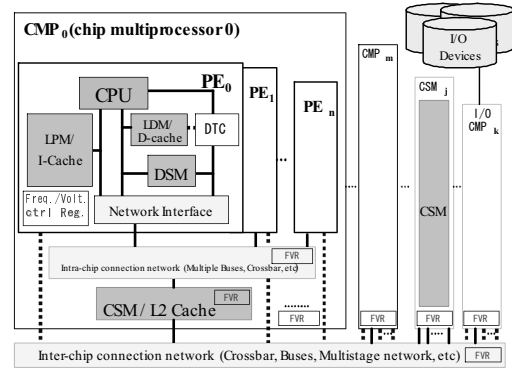 CMP 0 (chip multiprocessor 0)
CMP m
I/O
Devices
CSM j
I/O
CMP k
PE0
PE1
PE n
CPU
LPM/
I-Cache
LDM/
D-cache
DTC
DSM
Freq./Volt.
ctrl Reg.
Network Interface
CSM
Intra-chip connection network (Multiple Buses, Crossbar, etc)
FVR
CSM / L2 Cache
FVR
FVR
FVR
FVR
FVR
Inter-chip connection network (Crossbar, Buses, Multistage network, etc)
FVR